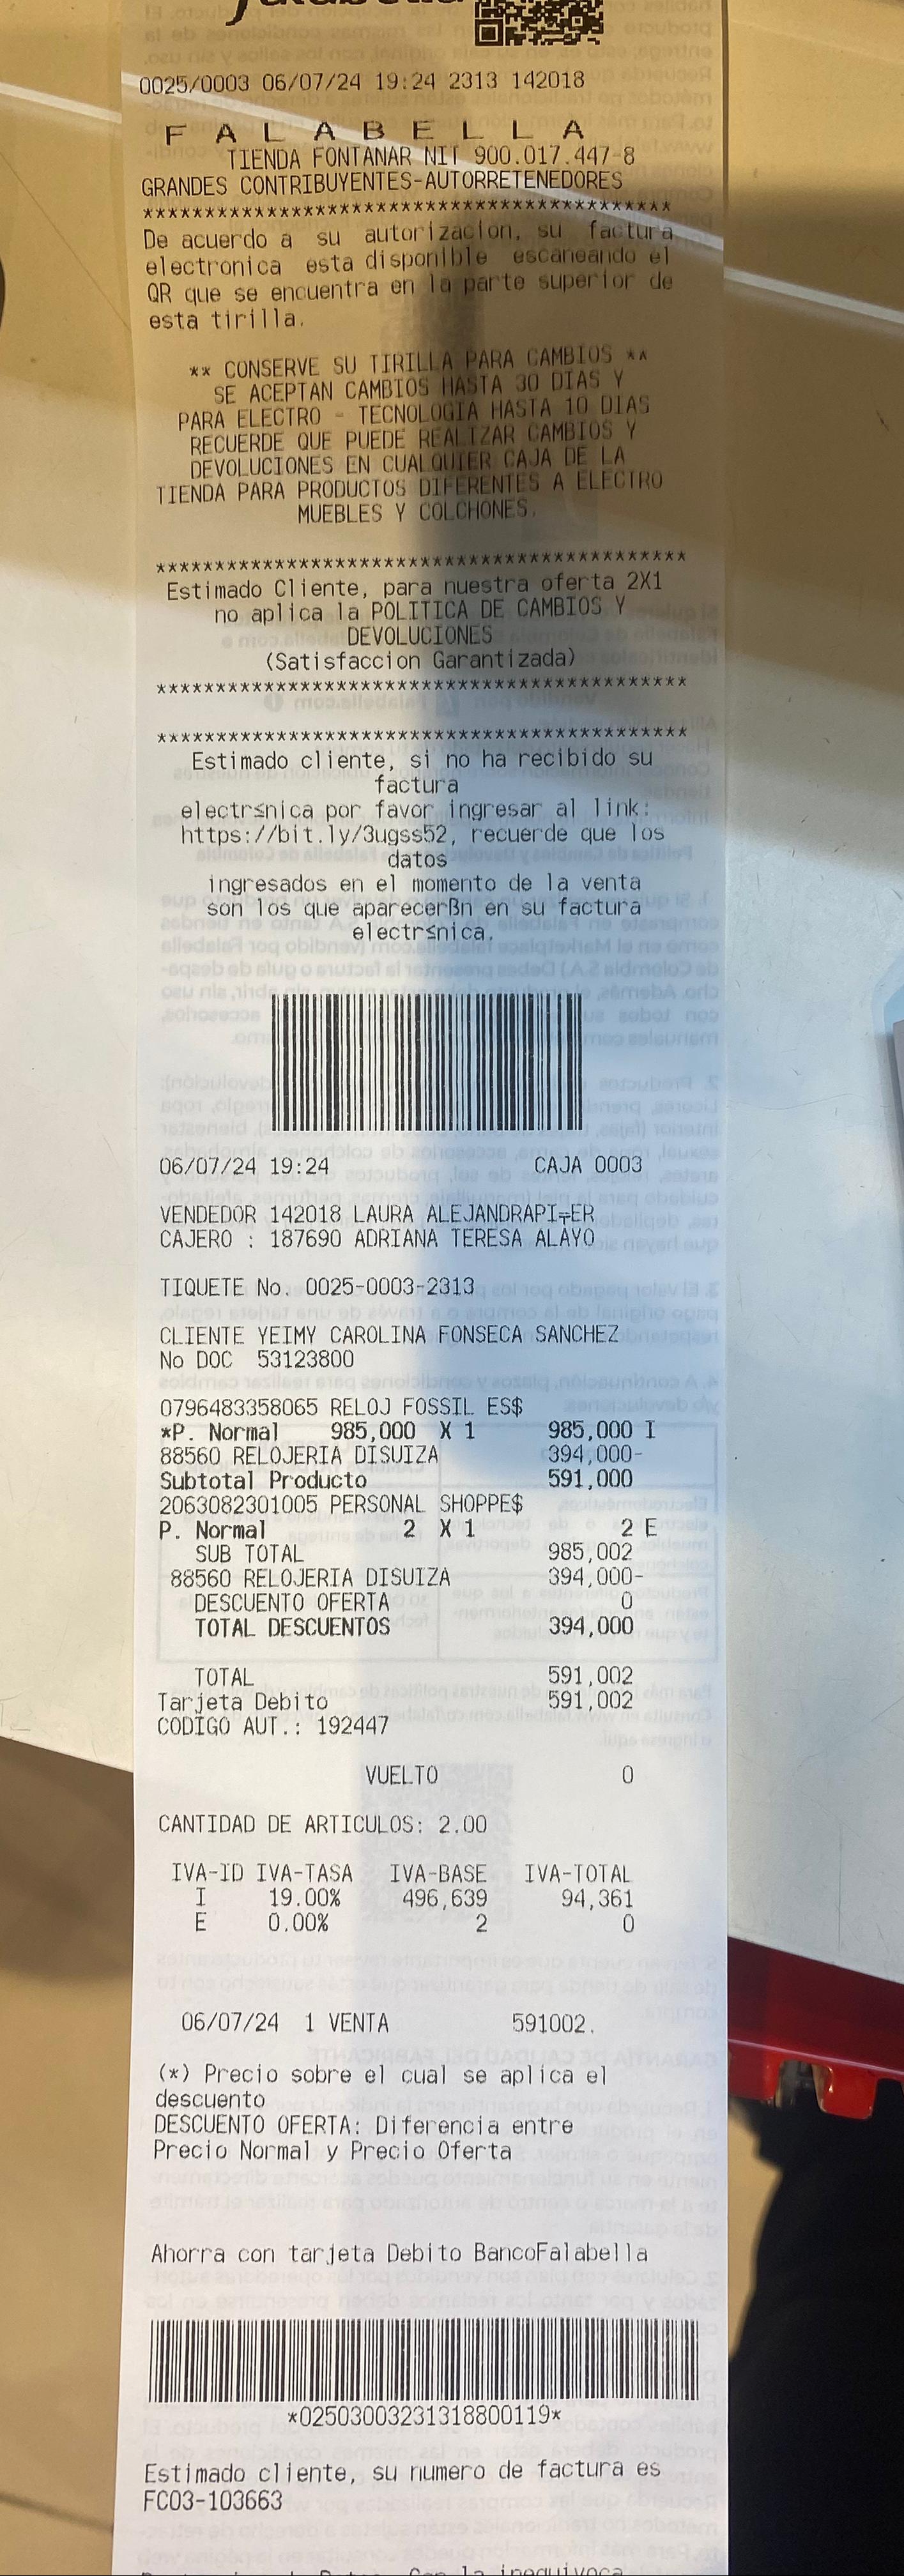 falabella
0025/0003 06/07/24 19:24 2313 142018
F A L A B E L L A
TIENDA FONTANAR NIT 900.017.447-8
GRANDES CONTRIBUYENTES-AUTORRETENEDORES
*******************************************
De acuerdo a su autorizacion, su factura
electronica esta disponible escaneando el
QR que se encuentra en la parte superior de
esta tirilla.
** CONSERVE SU TIRILLA PARA CAMBIOS **
SE ACEPTAN CAMBIOS HASTA 30 DIAS Y
PARA ELECTRO - TECNOLOGIA HASTA 10 DIAS
RECUERDE QUE PUEDE REALIZAR CAMBIOS Y
DEVOLUCIONES EN CUALQUIER CAJA DE LA
TIENDA PARA PRODUCTOS DIFERENTES A ELECTRO
MUEBLES Y COLCHONES.
*******************************************
Estimado Cliente, para nuestra oferta 2X1
no aplica la POLITICA DE CAMBIOS Y
DEVOLUCIONES
(Satisfaccion Garantizada)
*******************************************
*******************************************
Estimado cliente, si no ha recibido su
factura
electr≤nica por favor ingresar al link:
https://bit.ly/3ugss52, recuerde que los
datos
ingresados en el momento de la venta
son los que aparecerßn en su factura
electr≤nica.
06/07/24 19:24 CAJA 0003
VENDEDOR 142018 LAURA ALEJANDRAPI╤ER
CAJERO : 187690 ADRIANA TERESA ALAYO
TIQUETE No. 0025-0003-2313
CLIENTE YEIMY CAROLINA FONSECA SANCHEZ
No DOC 53123800
0796483358065 RELOJ FOSSIL ES$
*P. Normal 985,000 X 1 985,000 I
88560 RELOJERIA DISUIZA 394,000-
Subtotal Producto 591,000
2063082301005 PERSONAL SHOPPE$
P. Normal 2 X 1 2 E
SUB TOTAL 985,002
88560 RELOJERIA DISUIZA 394,000-
DESCUENTO OFERTA 0
TOTAL DESCUENTOS 394,000
TOTAL 591,002
Tarjeta Debito 591,002
CODIGO AUT.: 192447
VUELTO 0
CANTIDAD DE ARTICULOS: 2.00
IVA-ID IVA-TASA IVA-BASE IVA-TOTAL
I 19.00% 496,639 94,361
E 0.00% 2 0
06/07/24 1 VENTA 591002.
(*) Precio sobre el cual se aplica el
descuento
DESCUENTO OFERTA: Diferencia entre
Precio Normal y Precio Oferta
Ahorra con tarjeta Debito BancoFalabella
*02503003231318800119*
Estimado cliente, su numero de factura es
FC03-103663